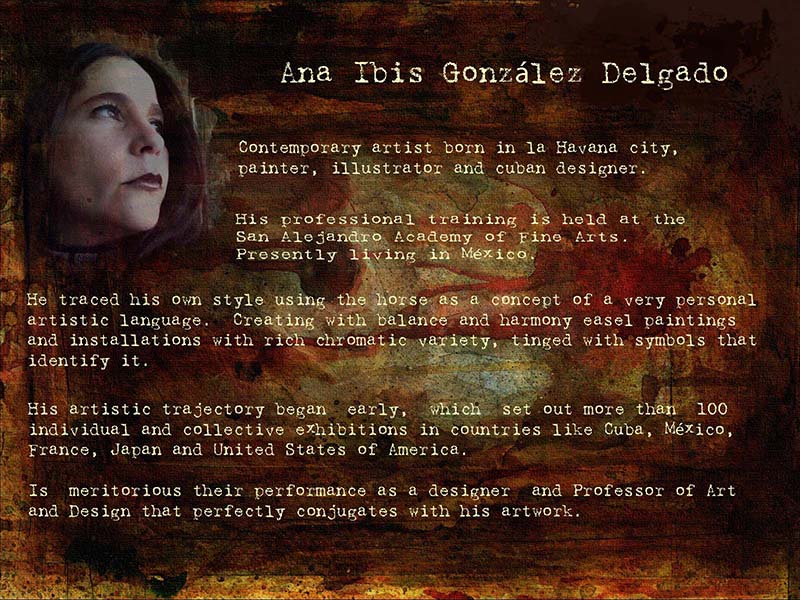 Ana Ibis González Delgado
Contemporary artist born in la Havana city,
painter, illustrator and cuban designer.
His professional training is held at the
San Alejandro Academy of Fine Arts.
Presently living in México.
He traced his own style using the horse as a concept of a very personal
artistic language. Creating with balance and harmony easel paintings
and installations with rich chromatic variety, tinged with symbols that
identify it.
His artistic trajectory began early, which set out more than 100
individual and collective exhibitions in countries like Cuba, México,
France, Japan and United States of America.
Is meritorious their performance as a designer and Professor of Art
and Design that perfectly conjugates with his artwork.